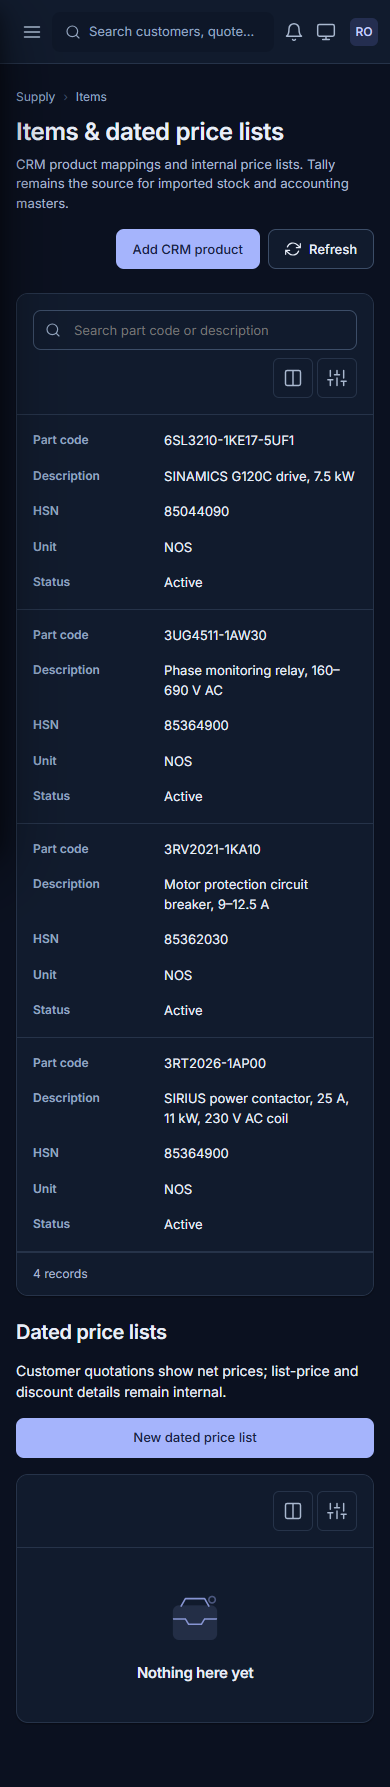 Search customers, quote...
RO
Supply › Items
Items & dated price lists
CRM product mappings and internal price lists. Tally
remains the source for imported stock and accounting
masters.
Add CRM product
Refresh
Search part code or description
Part code 6SL3210-1KE17-5UF1
Description SINAMICS G120C drive, 7.5 kW
HSN 85044090
Unit NOS
Status Active
Part code 3UG4511-1AW30
Description Phase monitoring relay, 160–
690 V AC
HSN 85364900
Unit NOS
Status Active
Part code 3RV2021-1KA10
Description Motor protection circuit
breaker, 9–12.5 A
HSN 85362030
Unit NOS
Status Active
Part code 3RT2026-1AP00
Description SIRIUS power contactor, 25 A,
11 kW, 230 V AC coil
HSN 85364900
Unit NOS
Status Active
4 records
Dated price lists
Customer quotations show net prices; list-price and
discount details remain internal.
New dated price list
Nothing here yet